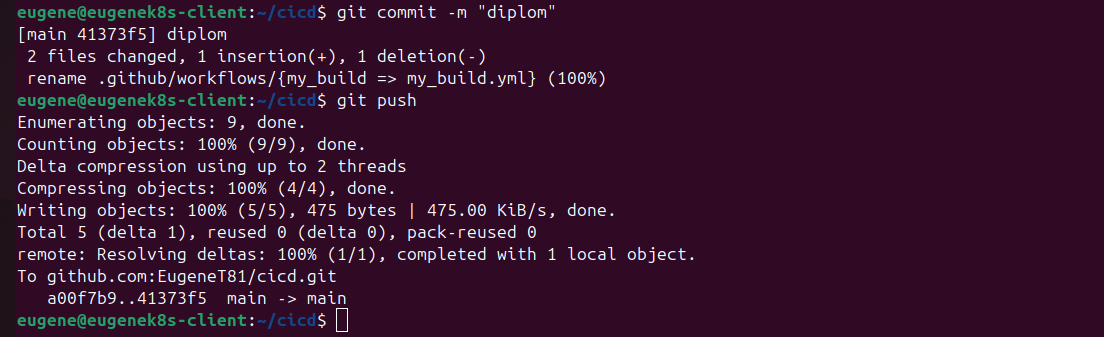 eugene@eugenek8s-client:~/cicd$ git commit -m "diplom"
[main 41373f5] diplom
 2 files changed, 1 insertion(+), 1 deletion(-)
 rename .github/workflows/{my_build => my_build.yml} (100%)
eugene@eugenek8s-client:~/cicd$ git push
Enumerating objects: 9, done.
Counting objects: 100% (9/9), done.
Delta compression using up to 2 threads
Compressing objects: 100% (4/4), done.
Writing objects: 100% (5/5), 475 bytes | 475.00 KiB/s, done.
Total 5 (delta 1), reused 0 (delta 0), pack-reused 0
remote: Resolving deltas: 100% (1/1), completed with 1 local object.
To github.com:EugeneT81/cicd.git
   a00f7b9..41373f5  main -> main
eugene@eugenek8s-client:~/cicd$